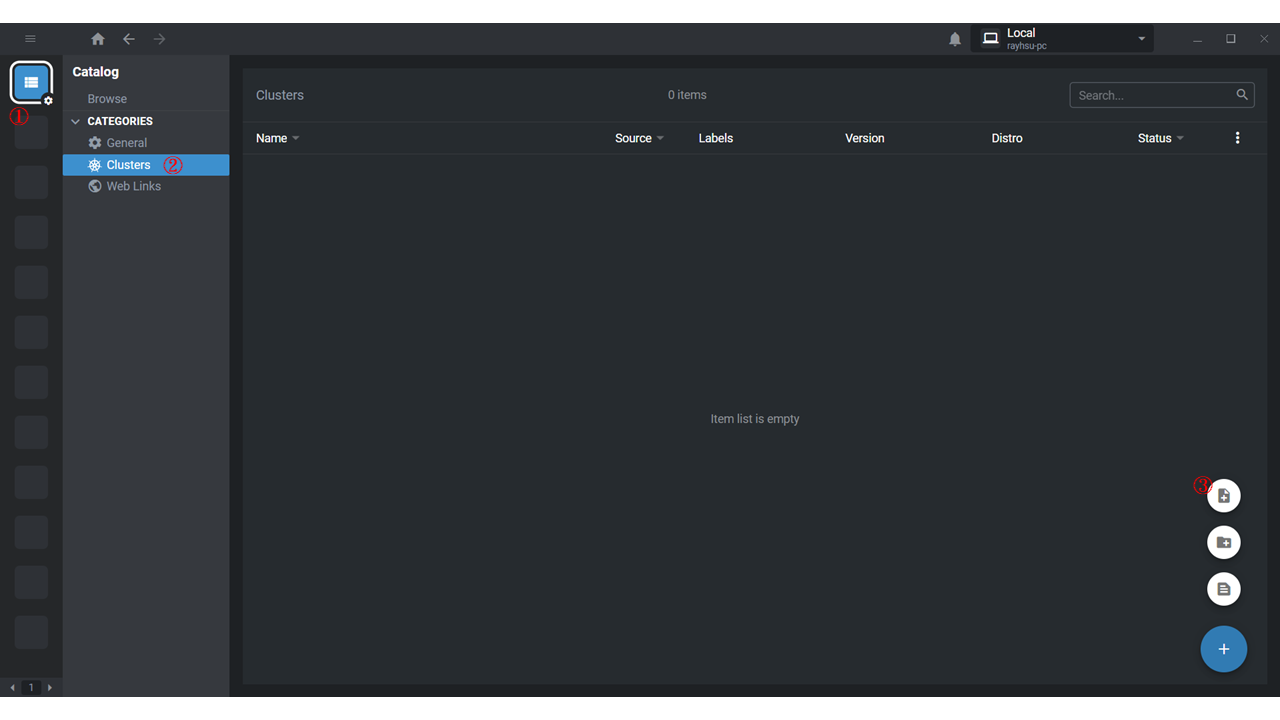 Local
rayhsu-pc
Catalog
Browse
①
CATEGORIES
General
Clusters ②
Web Links
Clusters 0 items Search...
Name Source Labels Version Distro Status
Item list is empty
③
1